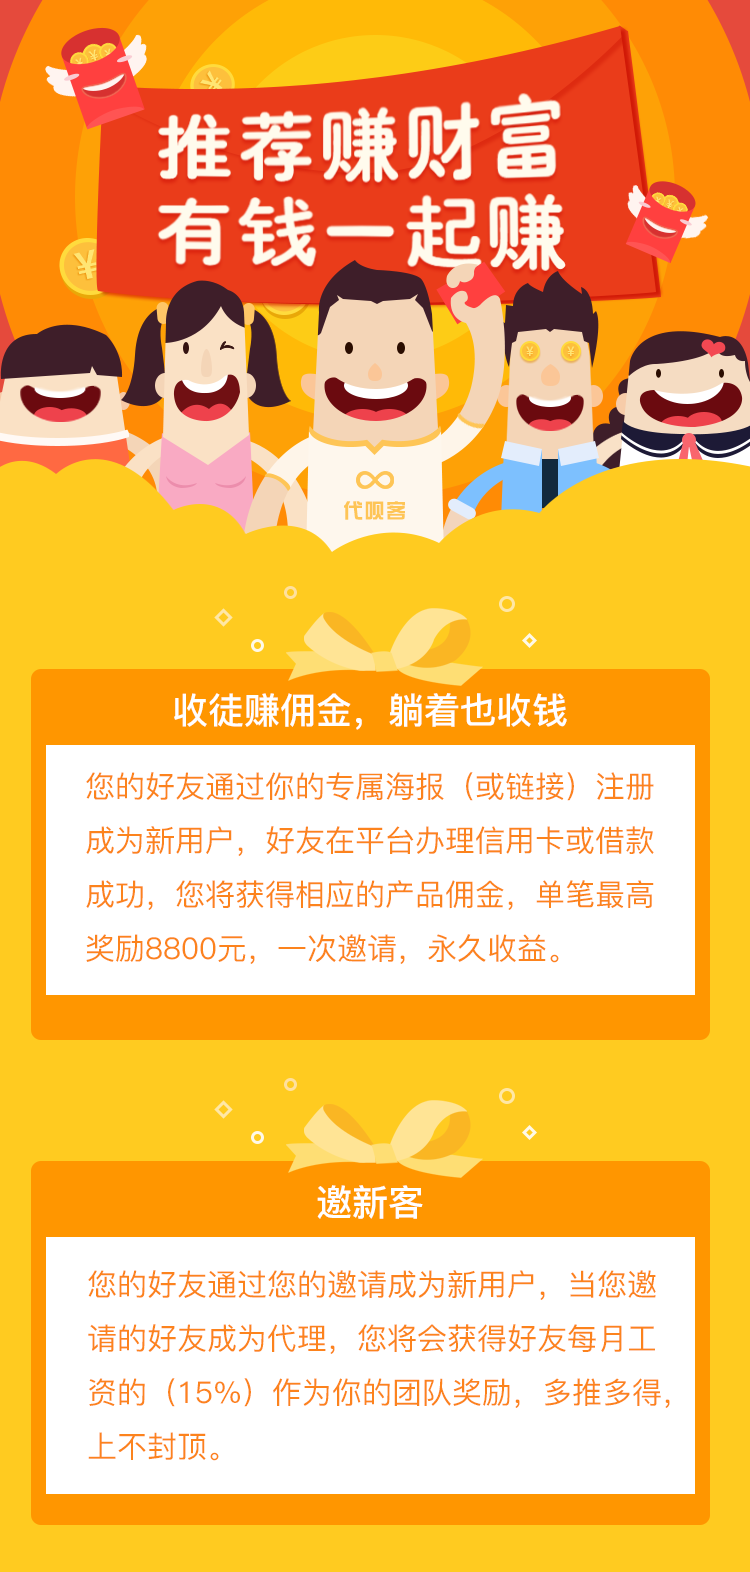 推荐赚财富
有钱一起赚
代呗客
收徒赚佣金，躺着也收钱
您的好友通过你的专属海报（或链接）注册
成为新用户，好友在平台办理信用卡或借款
成功，您将获得相应的产品佣金，单笔最高
奖励8800元，一次邀请，永久收益。
邀新客
您的好友通过您的邀请成为新用户，当您邀
请的好友成为代理，您将会获得好友每月工
资的（15%）作为你的团队奖励，多推多得，
上不封顶。